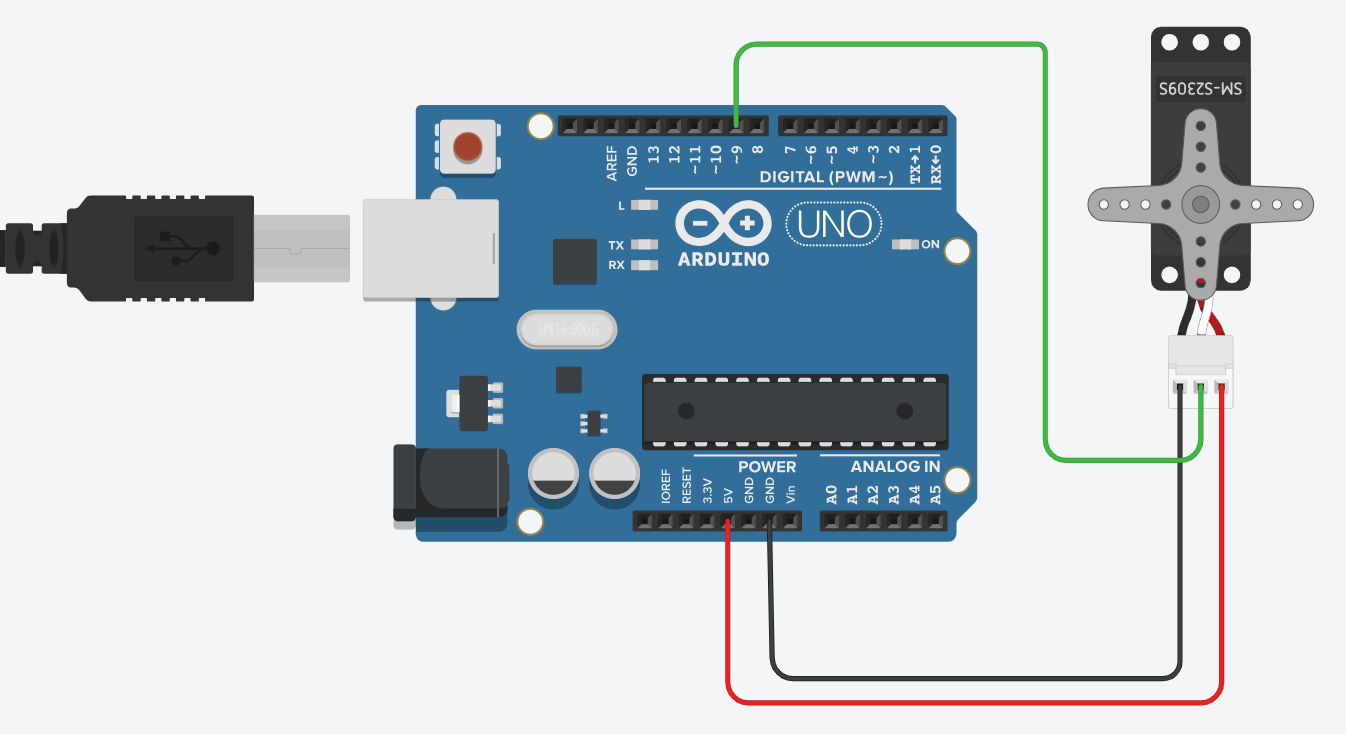 SM-S2309S
AREF
GND
13
12
~11
~10
~9
8
7
~6
~5
4
~3
2
TX→1
RX←0
DIGITAL (PWM~)
L
TX
RX
UNO
ON
ARDUINO
SPK16.000G
POWER
ANALOG IN
IOREF
RESET
3.3V
5V
GND
GND
Vin
A0
A1
A2
A3
A4
A5